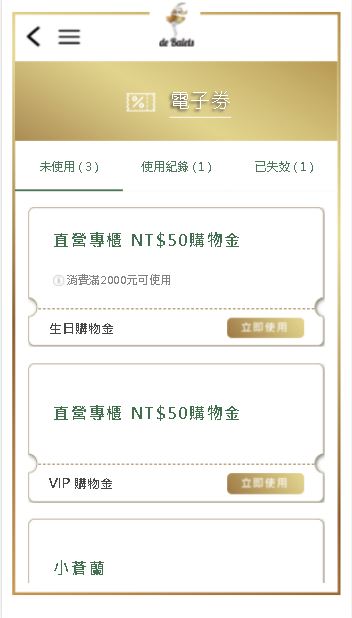 de Balets
電子券
未使用 ( 3 )
使用紀錄 ( 1 )
已失效 ( 1 )
直營專櫃 NT$50購物金
消費滿2000元可使用
生日購物金
立即使用
直營專櫃 NT$50購物金
VIP 購物金
立即使用
小蒼蘭